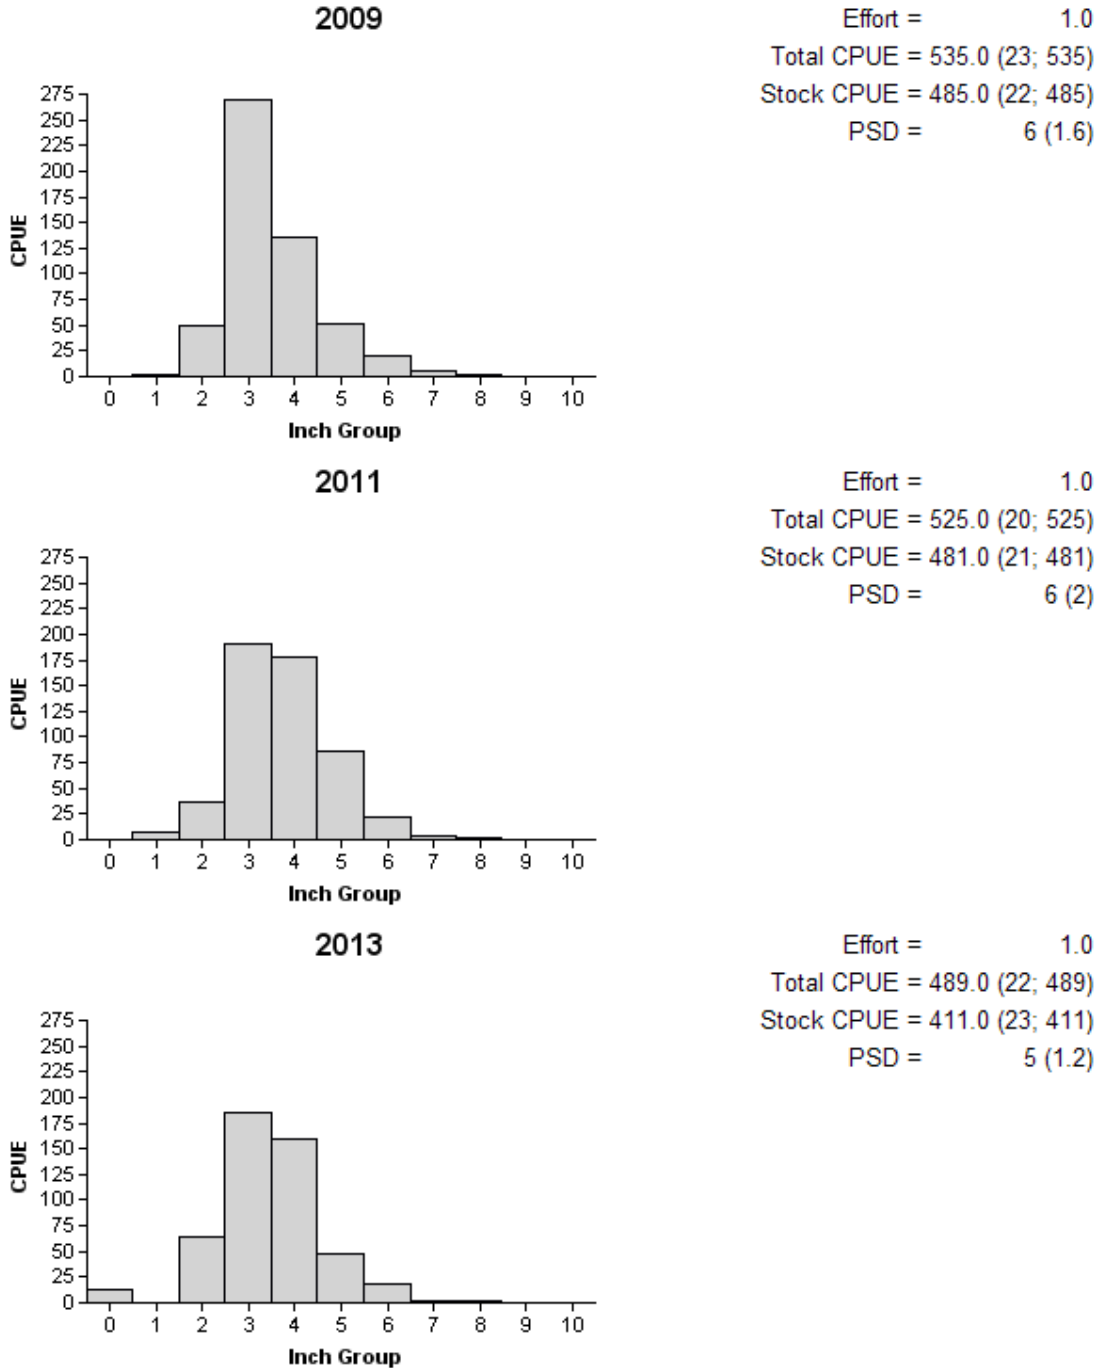 2009
Effort = 1.0
Total CPUE = 535.0 (23; 535)
Stock CPUE = 485.0 (22; 485)
PSD = 6 (1.6)
275
250
225
200
175
150
125
100
75
50
25
0
CPUE
0 1 2 3 4 5 6 7 8 9 10
Inch Group
2011
Effort = 1.0
Total CPUE = 525.0 (20; 525)
Stock CPUE = 481.0 (21; 481)
PSD = 6 (2)
275
250
225
200
175
150
125
100
75
50
25
0
CPUE
0 1 2 3 4 5 6 7 8 9 10
Inch Group
2013
Effort = 1.0
Total CPUE = 489.0 (22; 489)
Stock CPUE = 411.0 (23; 411)
PSD = 5 (1.2)
275
250
225
200
175
150
125
100
75
50
25
0
CPUE
0 1 2 3 4 5 6 7 8 9 10
Inch Group